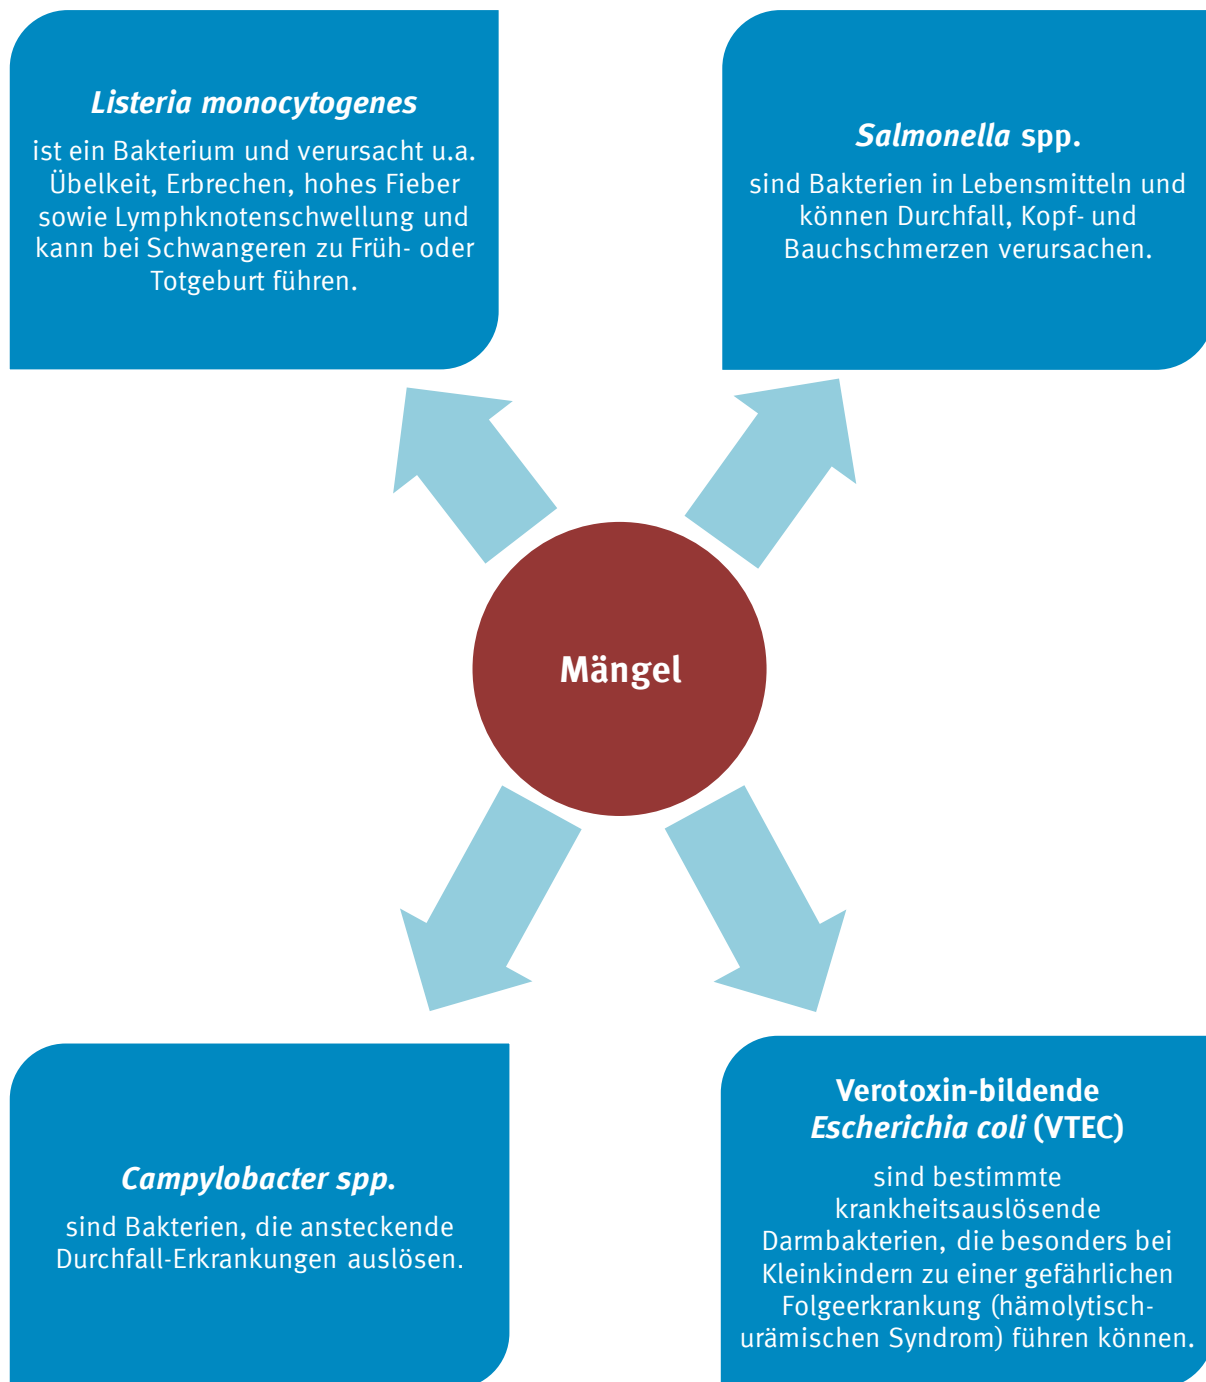 Listeria monocytogenes
ist ein Bakterium und verursacht u.a.
Übelkeit, Erbrechen, hohes Fieber
sowie Lymphknotenschwellung und
kann bei Schwangeren zu Früh- oder
Totgeburt führen.
Salmonella spp.
sind Bakterien in Lebensmitteln und
können Durchfall, Kopf- und
Bauchschmerzen verursachen.
Mängel
Campylobacter spp.
sind Bakterien, die ansteckende
Durchfall-Erkrankungen auslösen.
Verotoxin-bildende
Escherichia coli (VTEC)
sind bestimmte
krankheitsauslösende
Darmbakterien, die besonders bei
Kleinkindern zu einer gefährlichen
Folgeerkrankung (hämolytisch-
urämischen Syndrom) führen können.